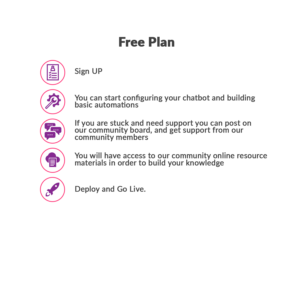 Free Plan
Sign UP
You can start configuring your chatbot and building
basic automations
If you are stuck and need support you can post on
our community board, and get support from our
community members
You will have access to our community online resource
materials in order to build your knowledge
Deploy and Go Live.